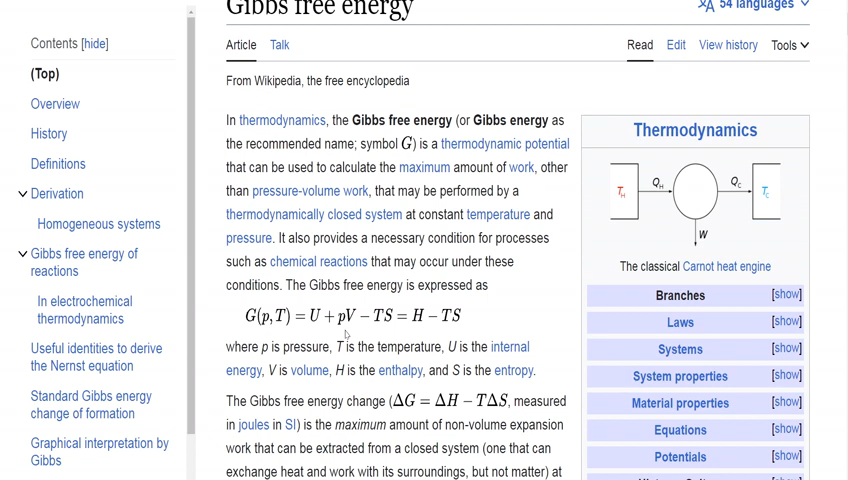 Gibbs free energy
54 languages
Contents [hide]
(Top)
Overview
History
Definitions
Derivation
Homogeneous systems
Gibbs free energy of
reactions
In electrochemical
thermodynamics
Useful identities to derive
the Nernst equation
Standard Gibbs energy
change of formation
Graphical interpretation by
Gibbs
Article Talk
Read Edit View history Tools
From Wikipedia, the free encyclopedia
In thermodynamics, the Gibbs free energy (or Gibbs energy as
the recommended name; symbol G) is a thermodynamic potential
that can be used to calculate the maximum amount of work, other
than pressure-volume work, that may be performed by a
thermodynamically closed system at constant temperature and
pressure. It also provides a necessary condition for processes
such as chemical reactions that may occur under these
conditions. The Gibbs free energy is expressed as
G(p, T) = U + pV − TS = H − TS
where p is pressure, T is the temperature, U is the internal
energy, V is volume, H is the enthalpy, and S is the entropy.
The Gibbs free energy change (ΔG = ΔH − TΔS, measured
in joules in SI) is the maximum amount of non-volume expansion
work that can be extracted from a closed system (one that can
exchange heat and work with its surroundings, but not matter) at
Thermodynamics
T_H Q_H Q_C T_C
W
The classical Carnot heat engine
Branches [show]
Laws [show]
Systems [show]
System properties [show]
Material properties [show]
Equations [show]
Potentials [show]